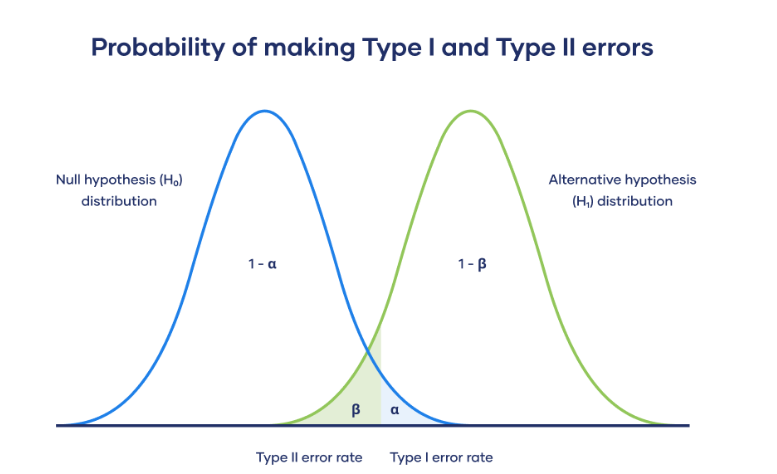 Probability of making Type I and Type II errors
Null hypothesis (H₀)
distribution
Alternative hypothesis
(H₁) distribution
1 - α
1 - β
β
α
Type II error rate
Type I error rate